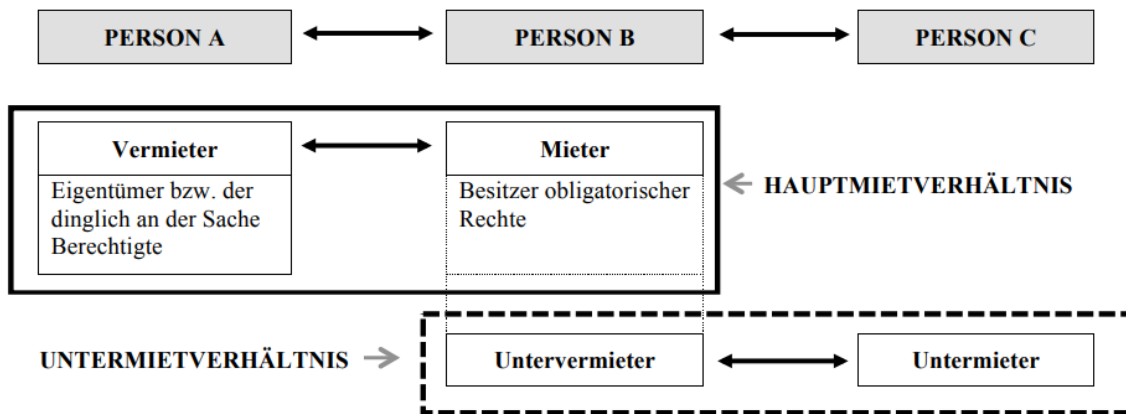 PERSON A
PERSON B
PERSON C
Vermieter
Mieter
Eigentümer bzw. der
dinglich an der Sache
Berechtigte
Besitzer obligatorischer
Rechte
HAUPTMIETVERHÄLTNIS
UNTERMIETVERHÄLTNIS
Untervermieter
Untermieter